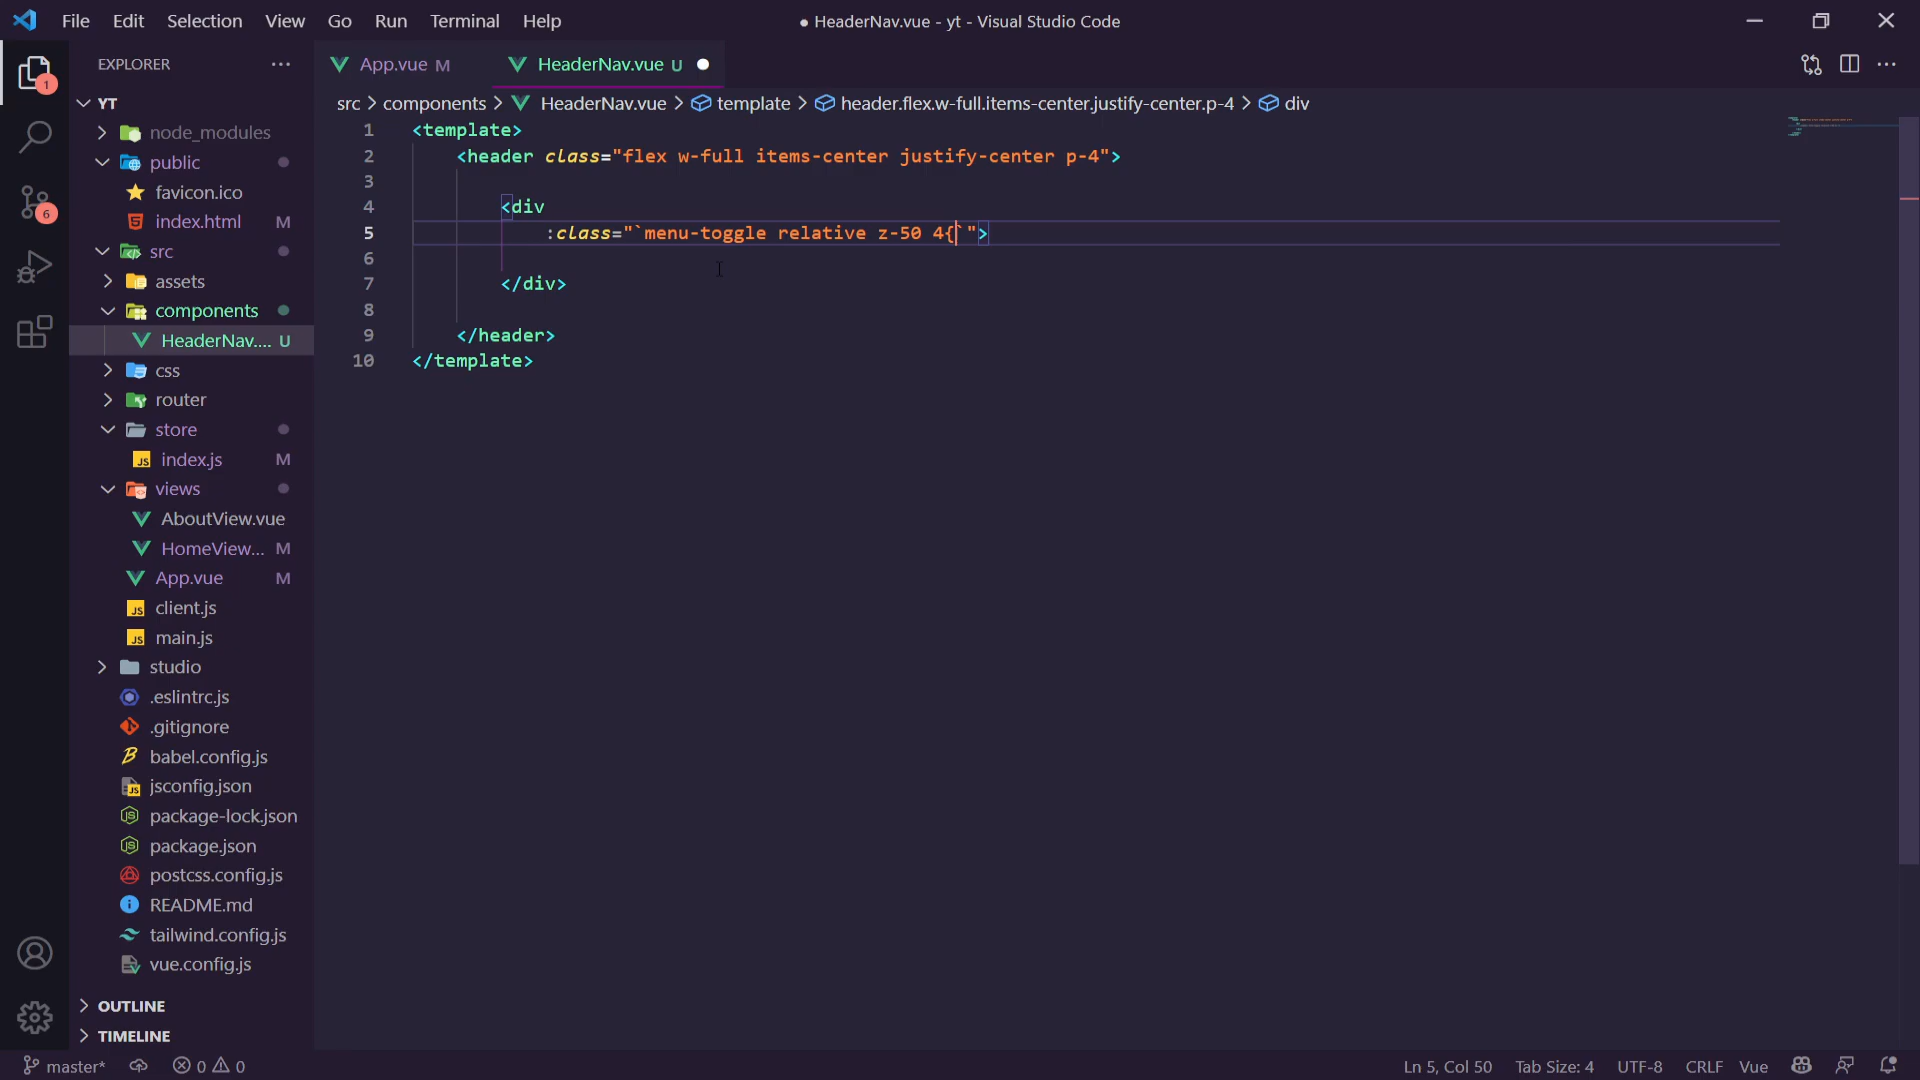 File Edit Selection View Go Run Terminal Help
● HeaderNav.vue - yt - Visual Studio Code
EXPLORER
App.vue M
HeaderNav.vue U
src > components > HeaderNav.vue > template > header.flex.w-full.items-center.justify-center.p-4 > div
1
6
YT
node_modules
public
favicon.ico
index.html M
src
assets
components
HeaderNav.... U
css
router
store
index.js M
views
AboutView.vue
HomeView... M
App.vue M
client.js
main.js
studio
.eslintrc.js
.gitignore
babel.config.js
jsconfig.json
package-lock.json
package.json
postcss.config.js
README.md
tailwind.config.js
vue.config.js
OUTLINE
TIMELINE
1 <template>
2 <header class="flex w-full items-center justify-center p-4">
3
4 <div
5 :class="`menu-toggle relative z-50 4{`">
6
7 </div>
8
9 </header>
10 </template>
master* 0 0
Ln 5, Col 50 Tab Size: 4 UTF-8 CRLF Vue